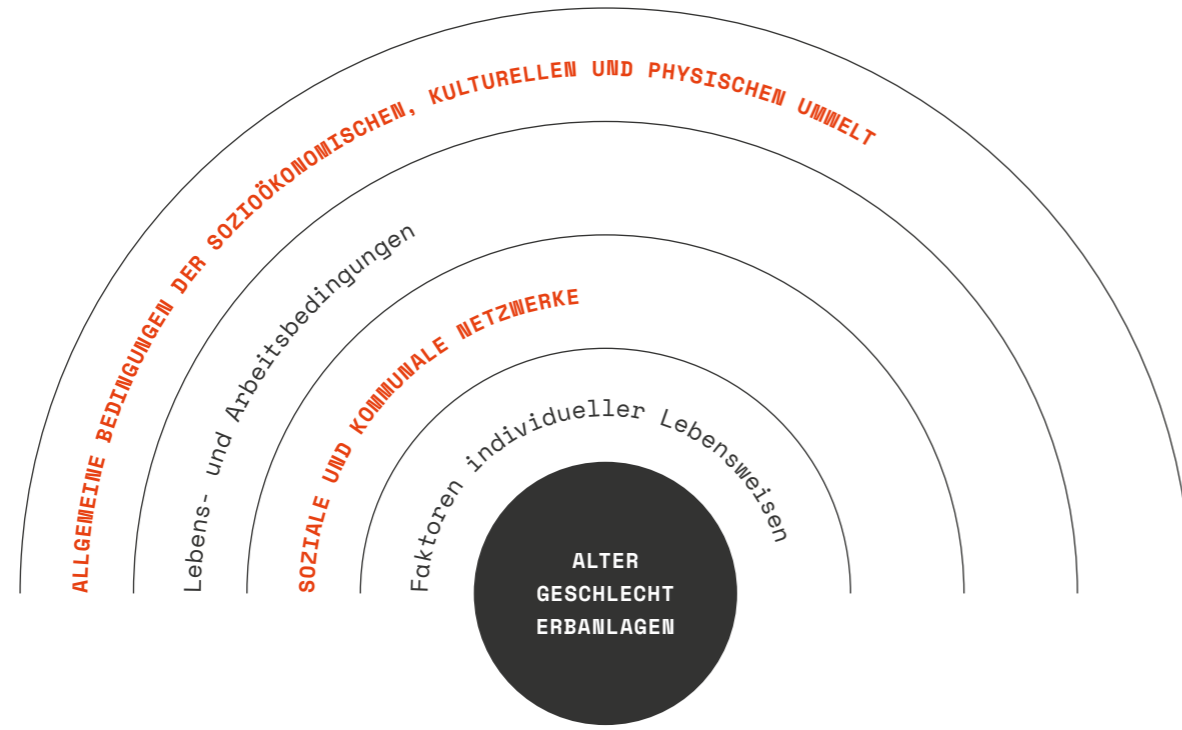 ALLGEMEINE BEDINGUNGEN DER SOZIOÖKONOMISCHEN, KULTURELLEN UND PHYSISCHEN UMWELT
Lebens- und Arbeitsbedingungen
SOZIALE UND KOMMUNALE NETZWERKE
Faktoren individueller Lebensweisen
ALTER
GESCHLECHT
ERBANLAGEN